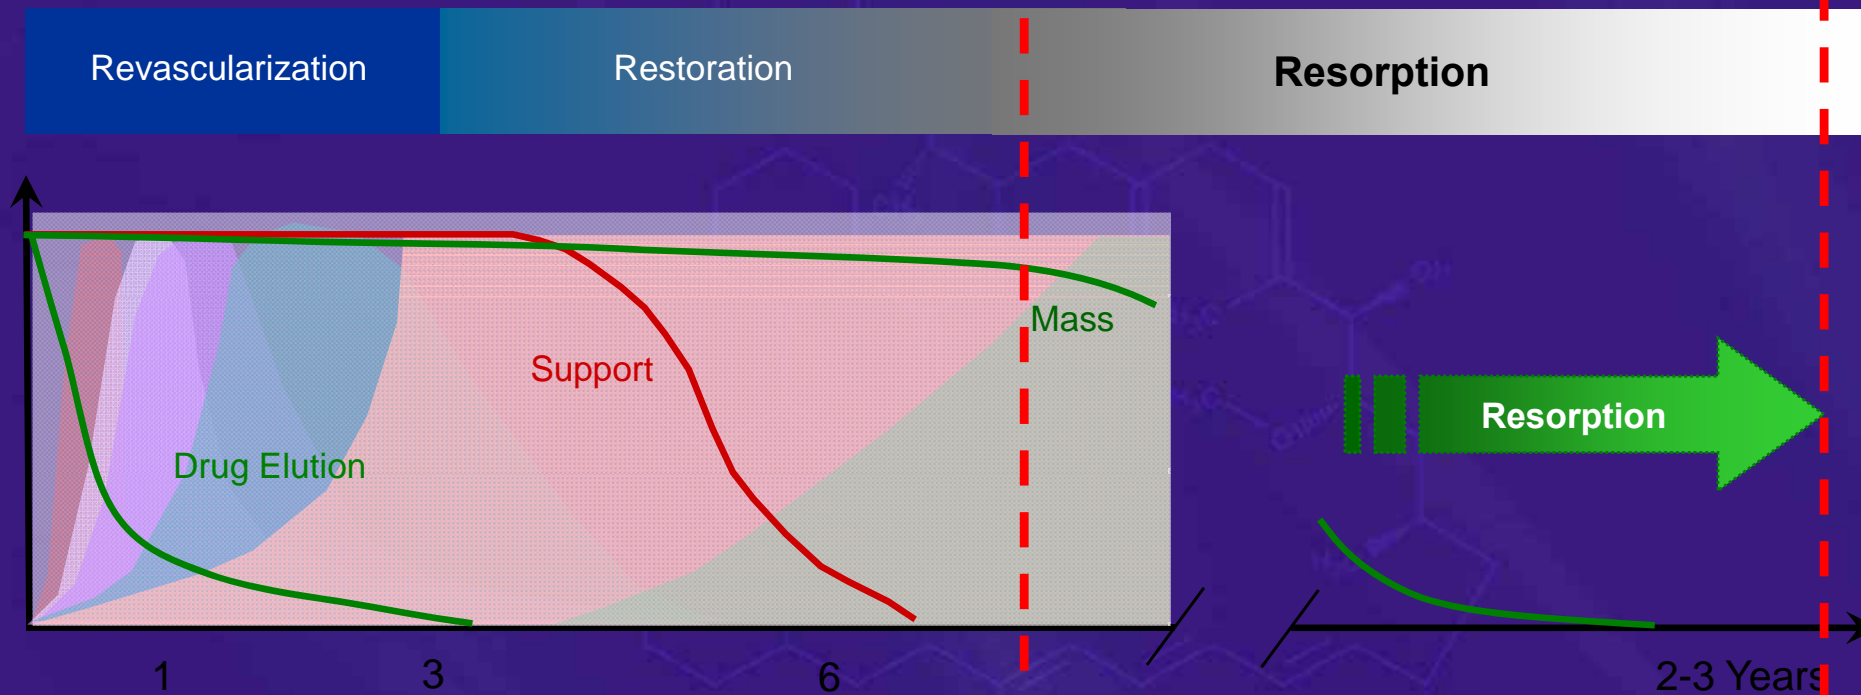 Revascularization
Restoration
Resorption
Mass
Support
Resorption
Drug Elution
1
3
6
2-3 Years